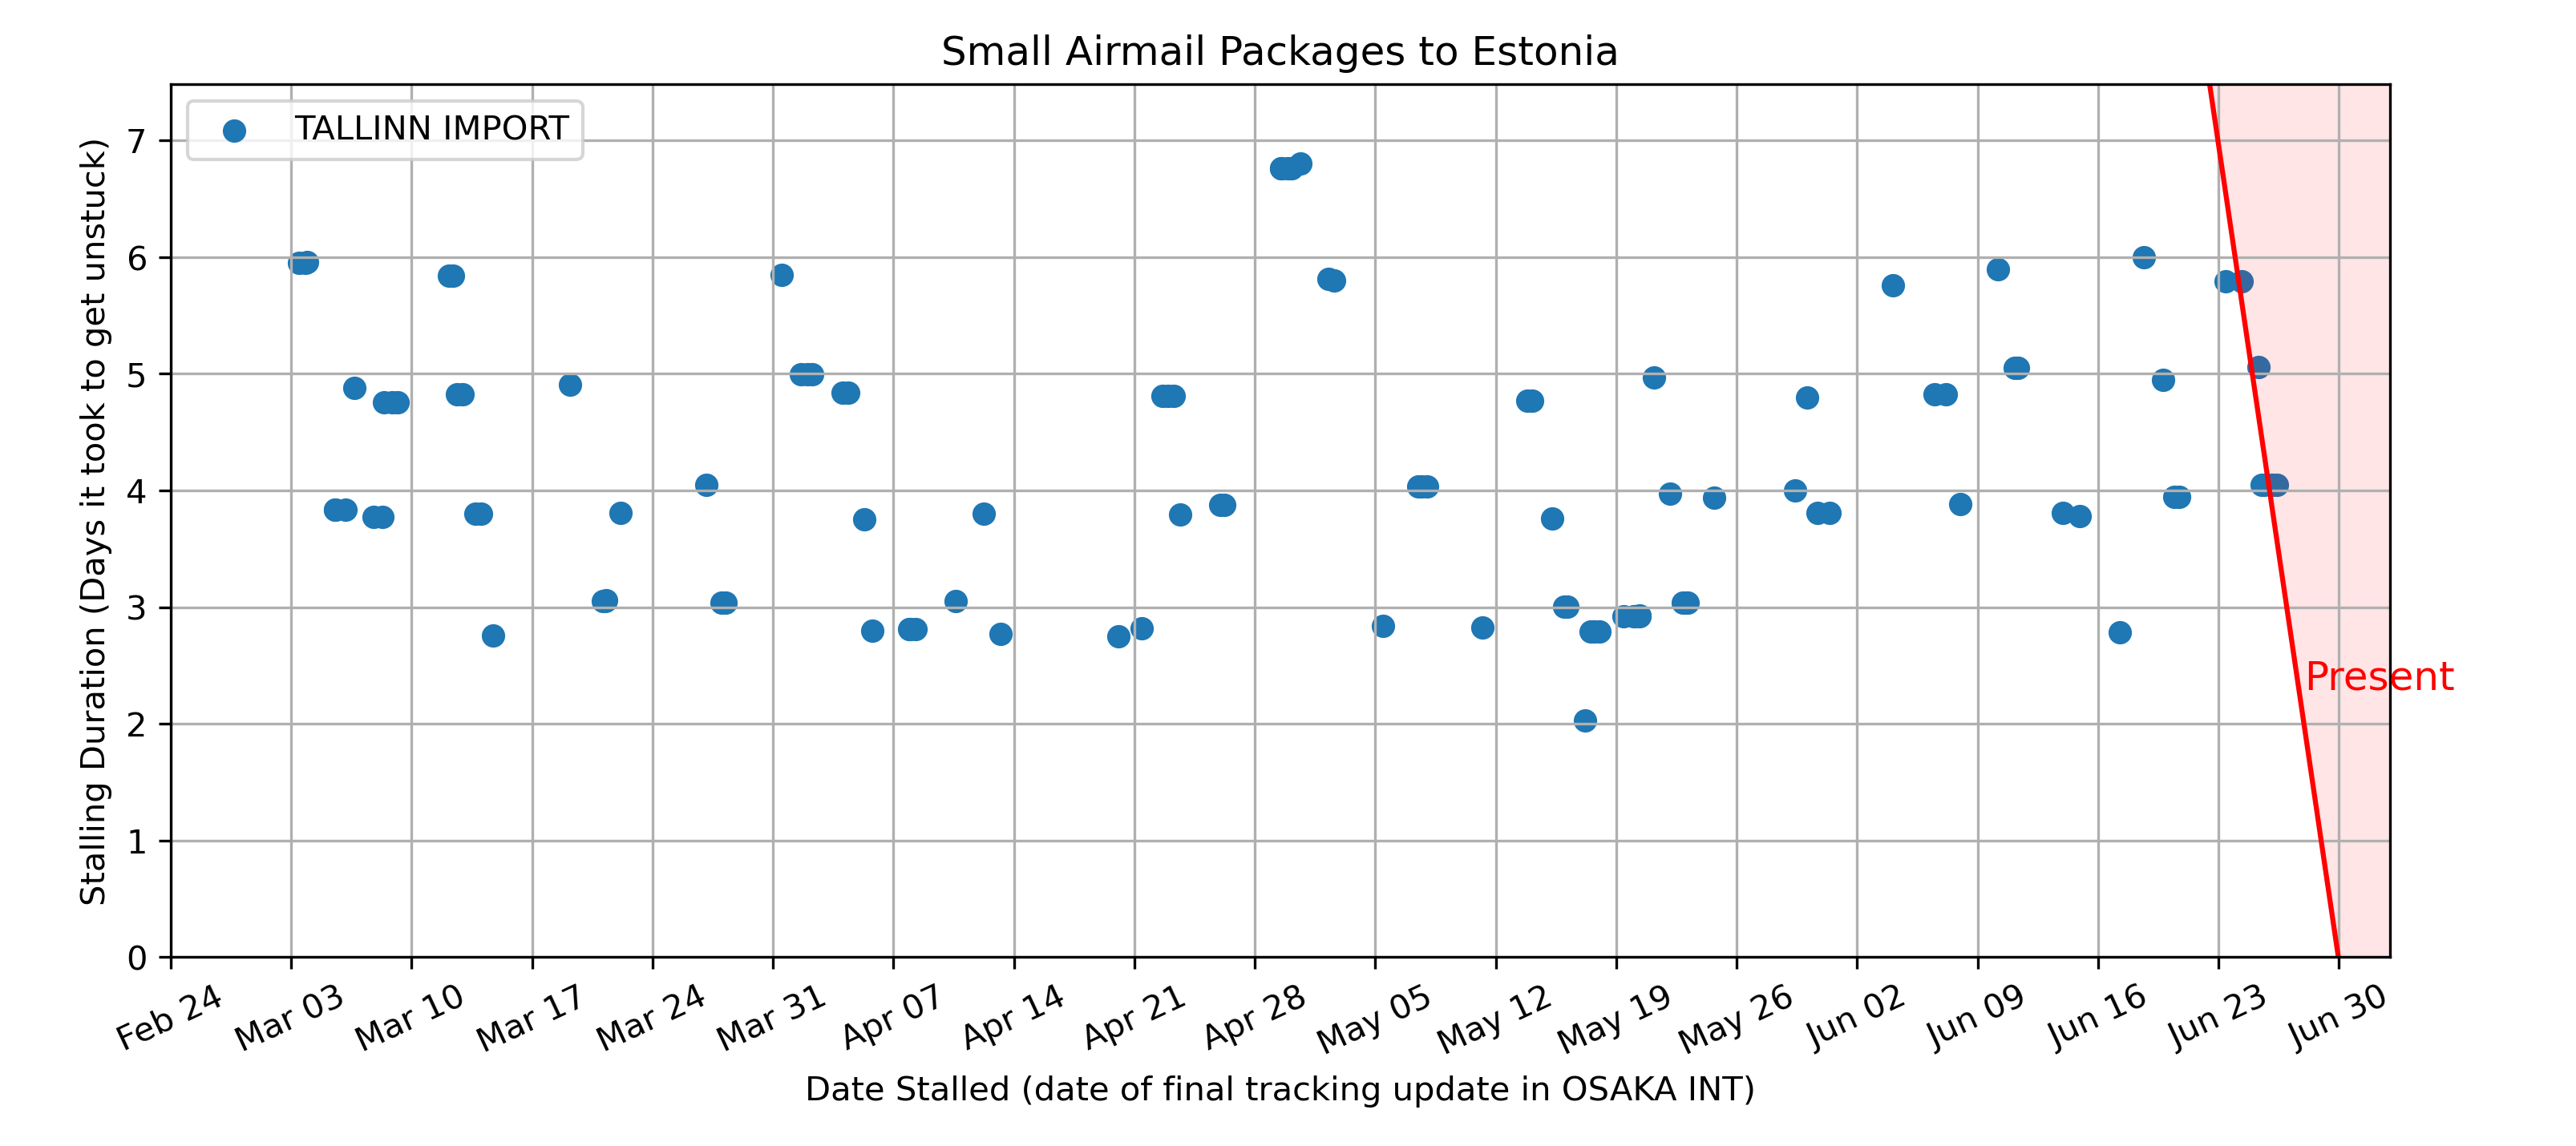 Small Airmail Packages to Estonia
TALLINN IMPORT
Stalling Duration (Days it took to get unstuck)
7
6
5
4
3
2
1
0
Present
Feb 24 Mar 03 Mar 10 Mar 17 Mar 24 Mar 31 Apr 07 Apr 14 Apr 21 Apr 28 May 05 May 12 May 19 May 26 Jun 02 Jun 09 Jun 16 Jun 23 Jun 30
Date Stalled (date of final tracking update in OSAKA INT)